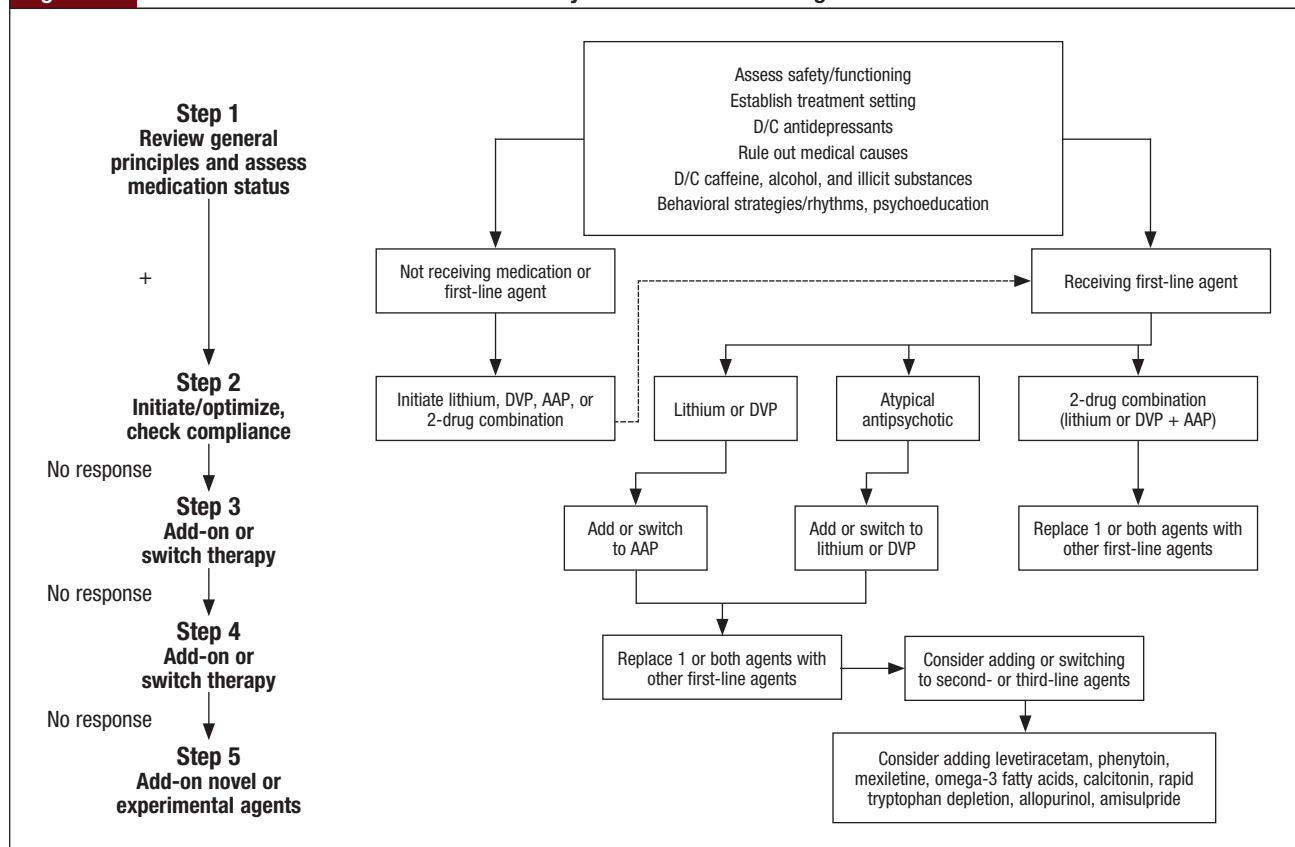 Step 1
Review general
principles and assess
medication status
+
Step 2
Initiate/optimize,
check compliance
No response
Step 3
Add-on or
switch therapy
No response
Step 4
Add-on or
switch therapy
No response
Step 5
Add-on novel or
experimental agents
Assess safety/functioning
Establish treatment setting
D/C antidepressants
Rule out medical causes
D/C caffeine, alcohol, and illicit substances
Behavioral strategies/rhythms, psychoeducation
Not receiving medication or
first-line agent
Receiving first-line agent
Initiate lithium, DVP, AAP, or
2-drug combination
Lithium or DVP
Atypical
antipsychotic
2-drug combination
(lithium or DVP + AAP)
Add or switch
to AAP
Add or switch to
lithium or DVP
Replace 1 or both agents with
other first-line agents
Replace 1 or both agents with
other first-line agents
Consider adding or switching
to second- or third-line agents
Consider adding levetiracetam, phenytoin,
mexiletine, omega-3 fatty acids, calcitonin, rapid
tryptophan depletion, allopurinol, amisulpride